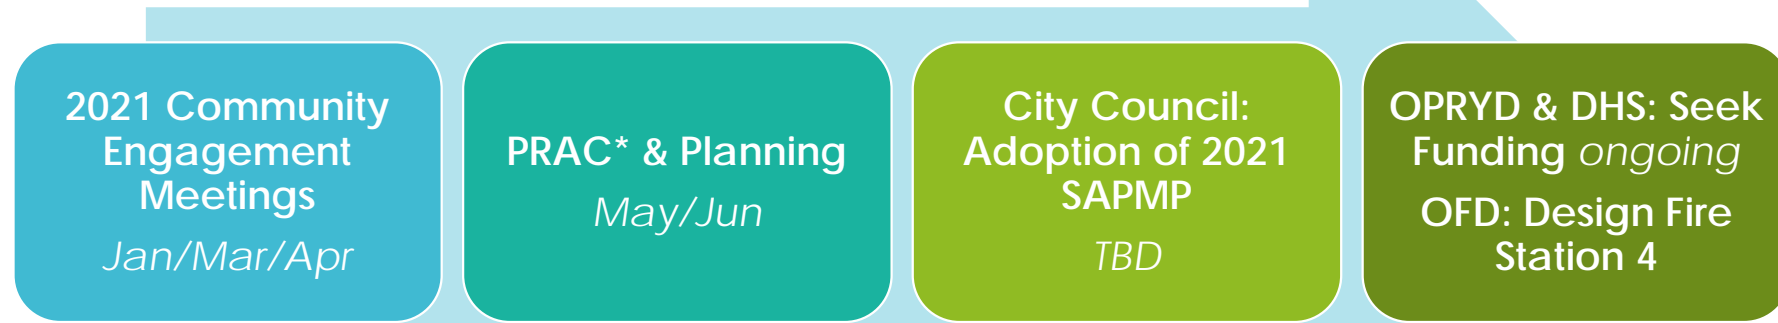 2021 Community
Engagement
Meetings
Jan/Mar/Apr
PRAC* & Planning
May/Jun
City Council:
Adoption of 2021
SAPMP
TBD
OPRYD & DHS: Seek
Funding ongoing
OFD: Design Fire
Station 4